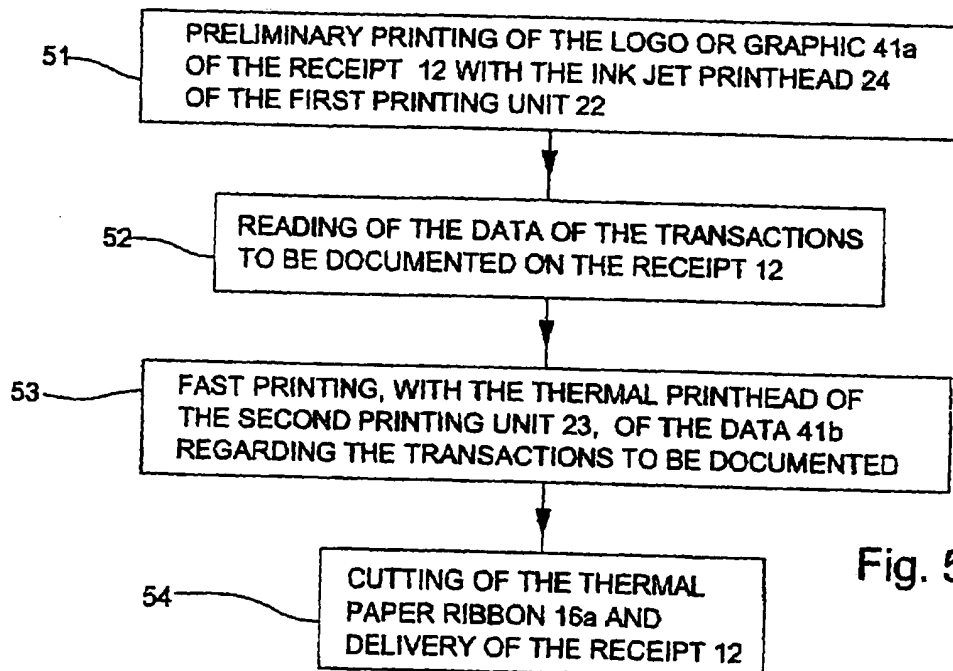 51
PRELIMINARY PRINTING OF THE LOGO OR GRAPHIC 41a
OF THE RECEIPT 12 WITH THE INK JET PRINTHEAD 24
OF THE FIRST PRINTING UNIT 22
52
READING OF THE DATA OF THE TRANSACTIONS
TO BE DOCUMENTED ON THE RECEIPT 12
53
FAST PRINTING, WITH THE THERMAL PRINTHEAD OF
THE SECOND PRINTING UNIT 23, OF THE DATA 41b
REGARDING THE TRANSACTIONS TO BE DOCUMENTED
54
CUTTING OF THE THERMAL
PAPER RIBBON 16a AND
DELIVERY OF THE RECEIPT 12
Fig. 5